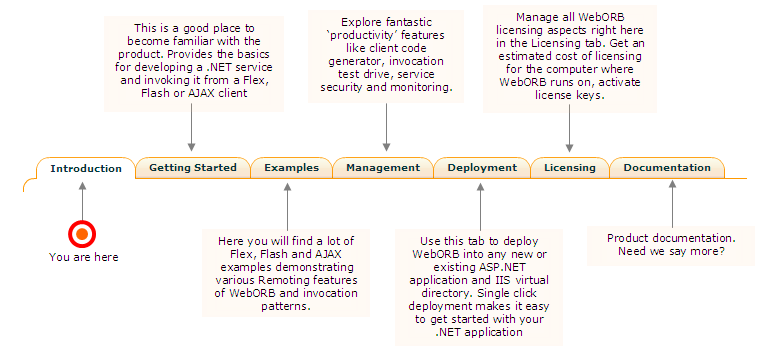 This is a good place to
become familiar with the
product. Provides the basics
for developing a .NET service
and invoking it from a Flex,
Flash or AJAX client
Explore fantastic
‘productivity’ features
like client code
generator, invocation
test drive, service
security and monitoring.
Manage all WebORB
licensing aspects right here
in the Licensing tab. Get an
estimated cost of licensing
for the computer where
WebORB runs on, activate
license keys.
Introduction Getting Started Examples Management Deployment Licensing Documentation
You are here
Here you will find a lot of
Flex, Flash and AJAX
examples demonstrating
various Remoting features
of WebORB and invocation
patterns.
Use this tab to deploy
WebORB into any new or
existing ASP.NET
application and IIS virtual
directory. Single click
deployment makes it easy
to get started with your
.NET application
Product documentation.
Need we say more?